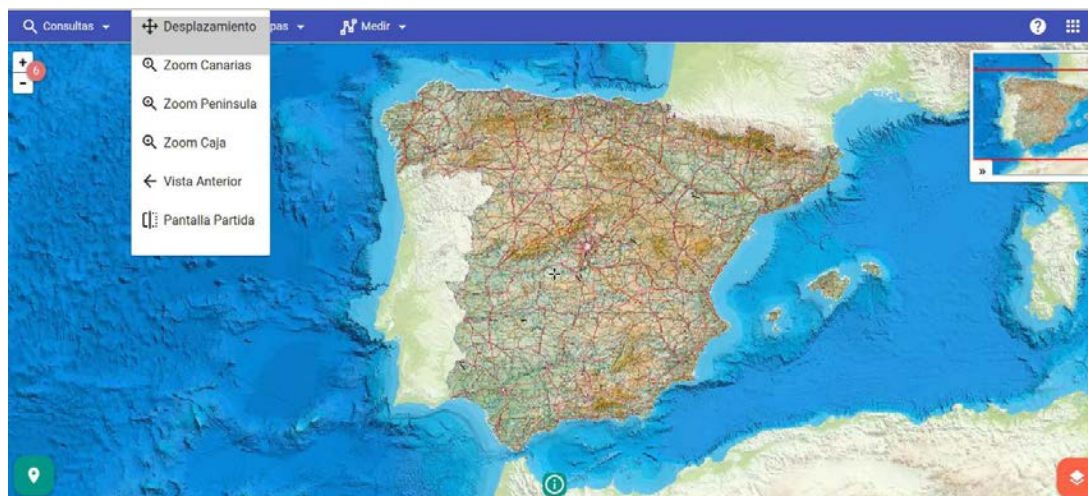 Consultas
Desplazamiento
pas
Medir
?
+
6
-
Zoom Canarias
Zoom Peninsula
Zoom Caja
Vista Anterior
Pantalla Partida
»
i